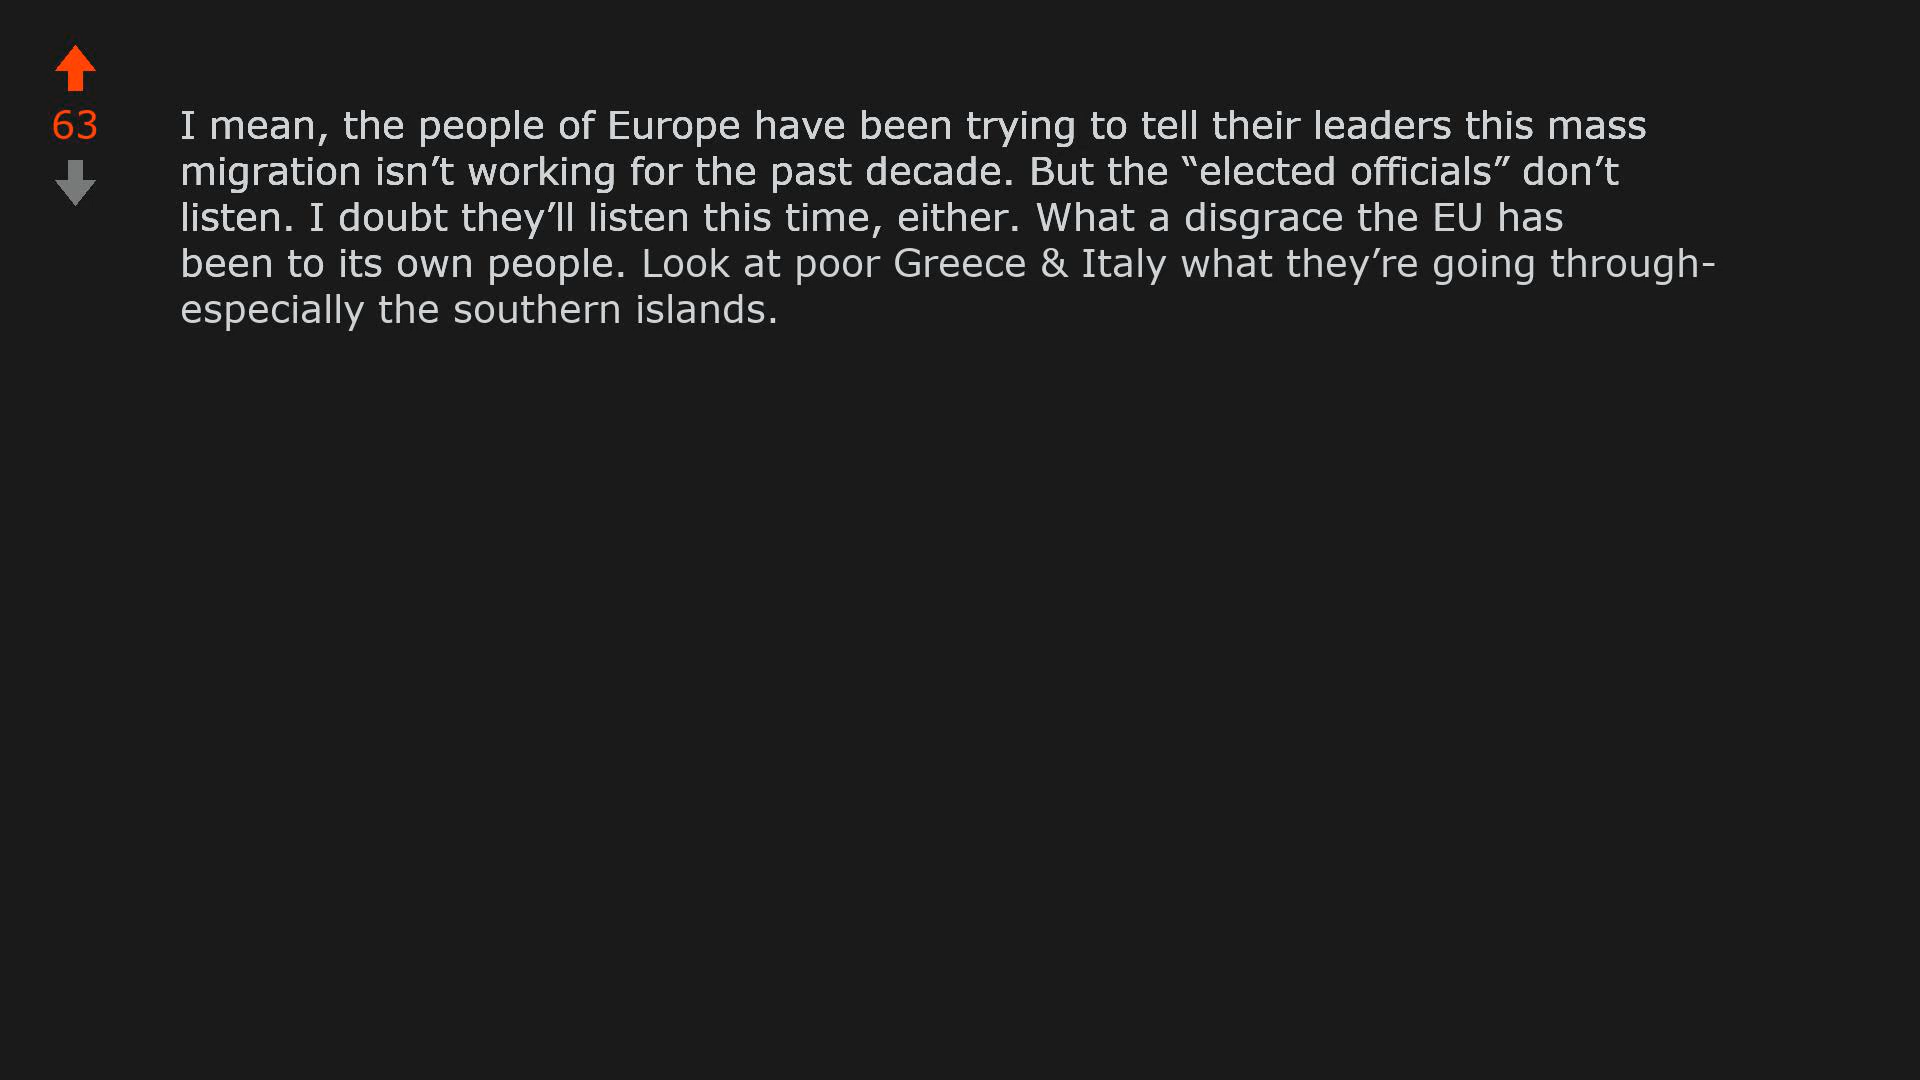 63
I mean, the people of Europe have been trying to tell their leaders this mass
migration isn’t working for the past decade. But the “elected officials” don’t
listen. I doubt they’ll listen this time, either. What a disgrace the EU has
been to its own people. Look at poor Greece & Italy what they’re going through-
especially the southern islands.